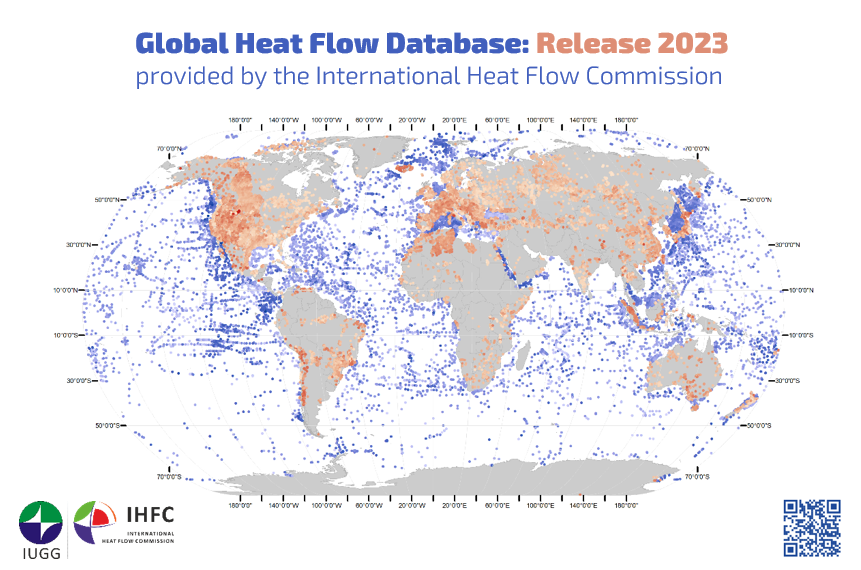 Global Heat Flow Database: Release 2023
provided by the International Heat Flow Commission
180°0'0" 140°0'0"W 100°0'0"W 60°0'0"W 20°0'0"W 20°0'0"E 60°0'0"E 100°0'0"E 140°0'0"E 180°0'0"
70°0'0"N 70°0'0"N
50°0'0"N 50°0'0"N
30°0'0"N 30°0'0"N
10°0'0"N 10°0'0"N
10°0'0"S 10°0'0"S
30°0'0"S 30°0'0"S
50°0'0"S 50°0'0"S
70°0'0"S 70°0'0"S
180°0'0" 140°0'0"W 100°0'0"W 60°0'0"W 20°0'0"W 20°0'0"E 60°0'0"E 100°0'0"E 140°0'0"E 180°0'0"
IUGG
IHFC
INTERNATIONAL
HEAT FLOW COMMISSION